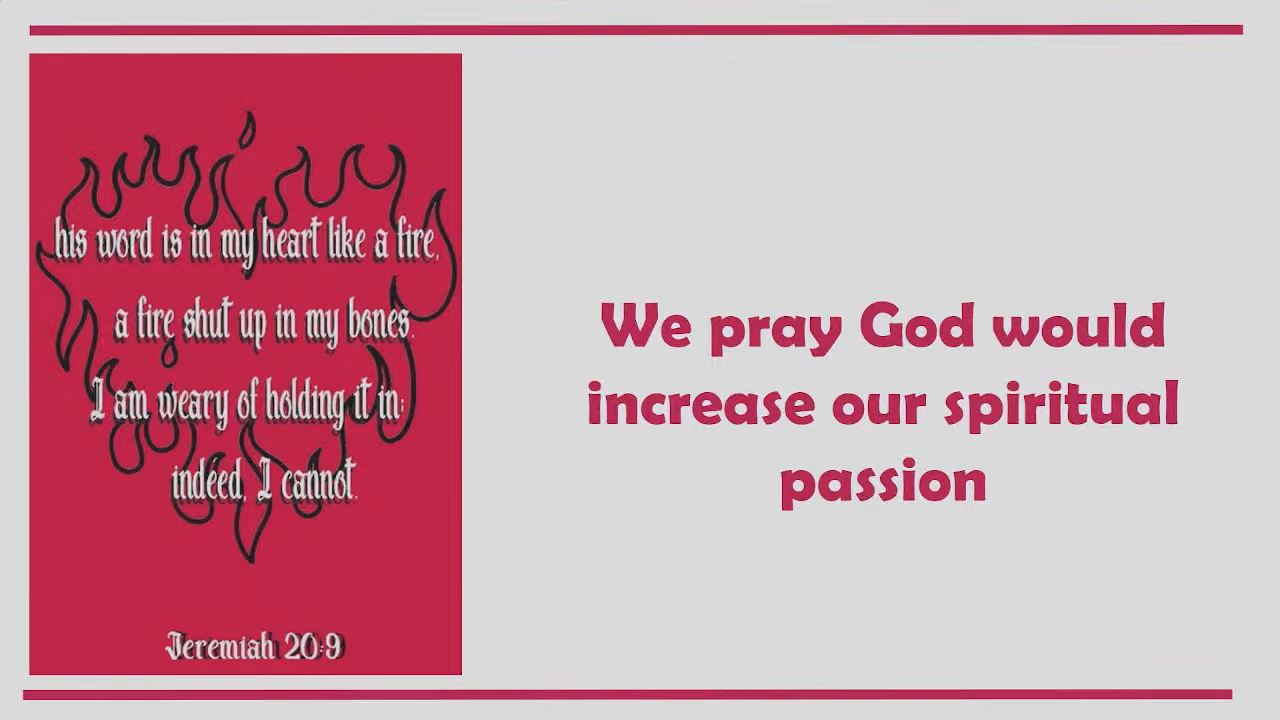 his word is in my heart like a fire,
a fire shut up in my bones.
I am weary of holding it in;
indeed, I cannot.
Jeremiah 20:9
We pray God would
increase our spiritual
passion